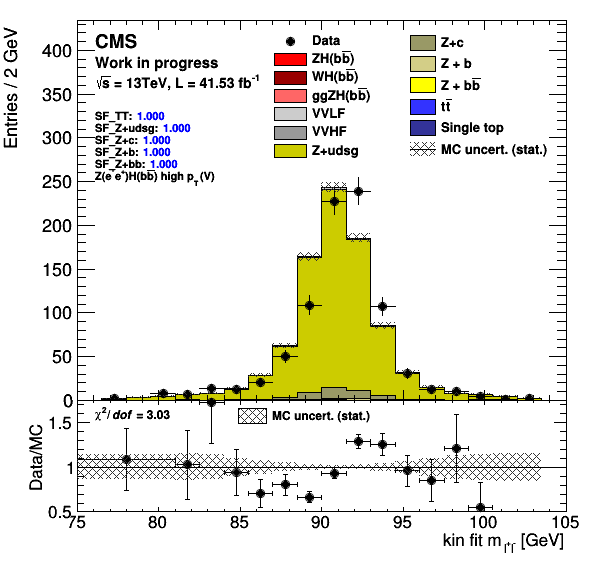 Entries / 2 GeV
400
350
300
250
200
150
100
50
0
CMS
Work in progress
√s = 13TeV, L = 41.53 fb⁻¹
SF_TT: 1.000
SF_Z+udsg: 1.000
SF_Z+c: 1.000
SF_Z+b: 1.000
SF_Z+bb: 1.000
Z(e⁻e⁺)H(bb̅) high p_T(V)
Data
ZH(bb̅)
WH(bb̅)
ggZH(bb̅)
VVLF
VVHF
Z+udsg
Z+c
Z + b
Z + bb̅
tt̅
Single top
MC uncert. (stat.)
Data/MC
1.5
1
0.5
χ²/ dof = 3.03
MC uncert. (stat.)
75 80 85 90 95 100 105
kin fit m_l⁺l⁻ [GeV]